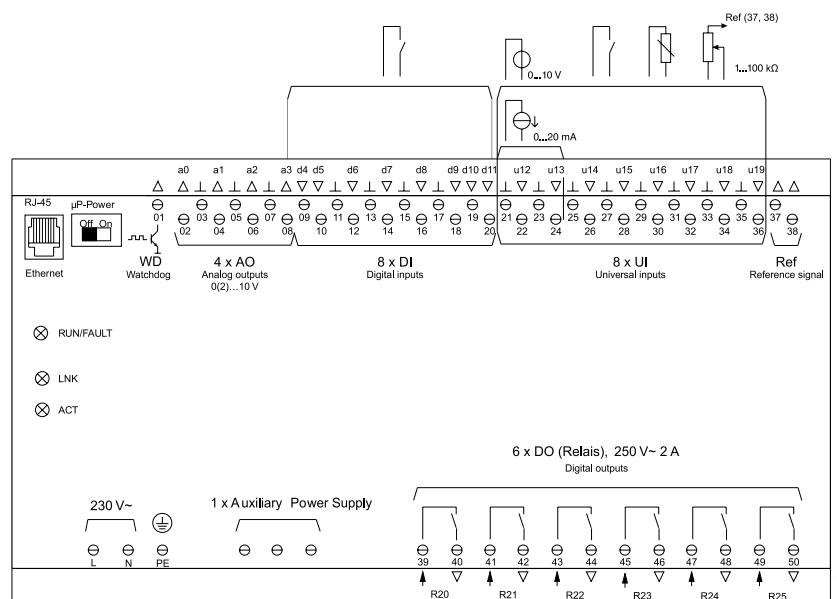 Ref (37, 38)
0...10 V
1...100 kΩ
0...20 mA
a0 a1 a2 a3 d4 d5 d6 d7 d8 d9 d10 d11 u12 u13 u14 u15 u16 u17 u18 u19
RJ-45
µP-Power
Off On
01 03 05 07 09 11 13 15 17 19 21 23 25 27 29 31 33 35 37
02 04 06 08 10 12 14 16 18 20 22 24 26 28 30 32 34 36 38
Ethernet
WD
Watchdog
4 x AO
Analog outputs
0(2)...10 V
8 x DI
Digital inputs
8 x UI
Universal inputs
Ref
Reference signal
RUN/FAULT
LNK
ACT
6 x DO (Relais), 250 V~ 2 A
Digital outputs
230 V~
1 x Auxiliary Power Supply
L N PE
39 40 41 42 43 44 45 46 47 48 49 50
R20 R21 R22 R23 R24 R25